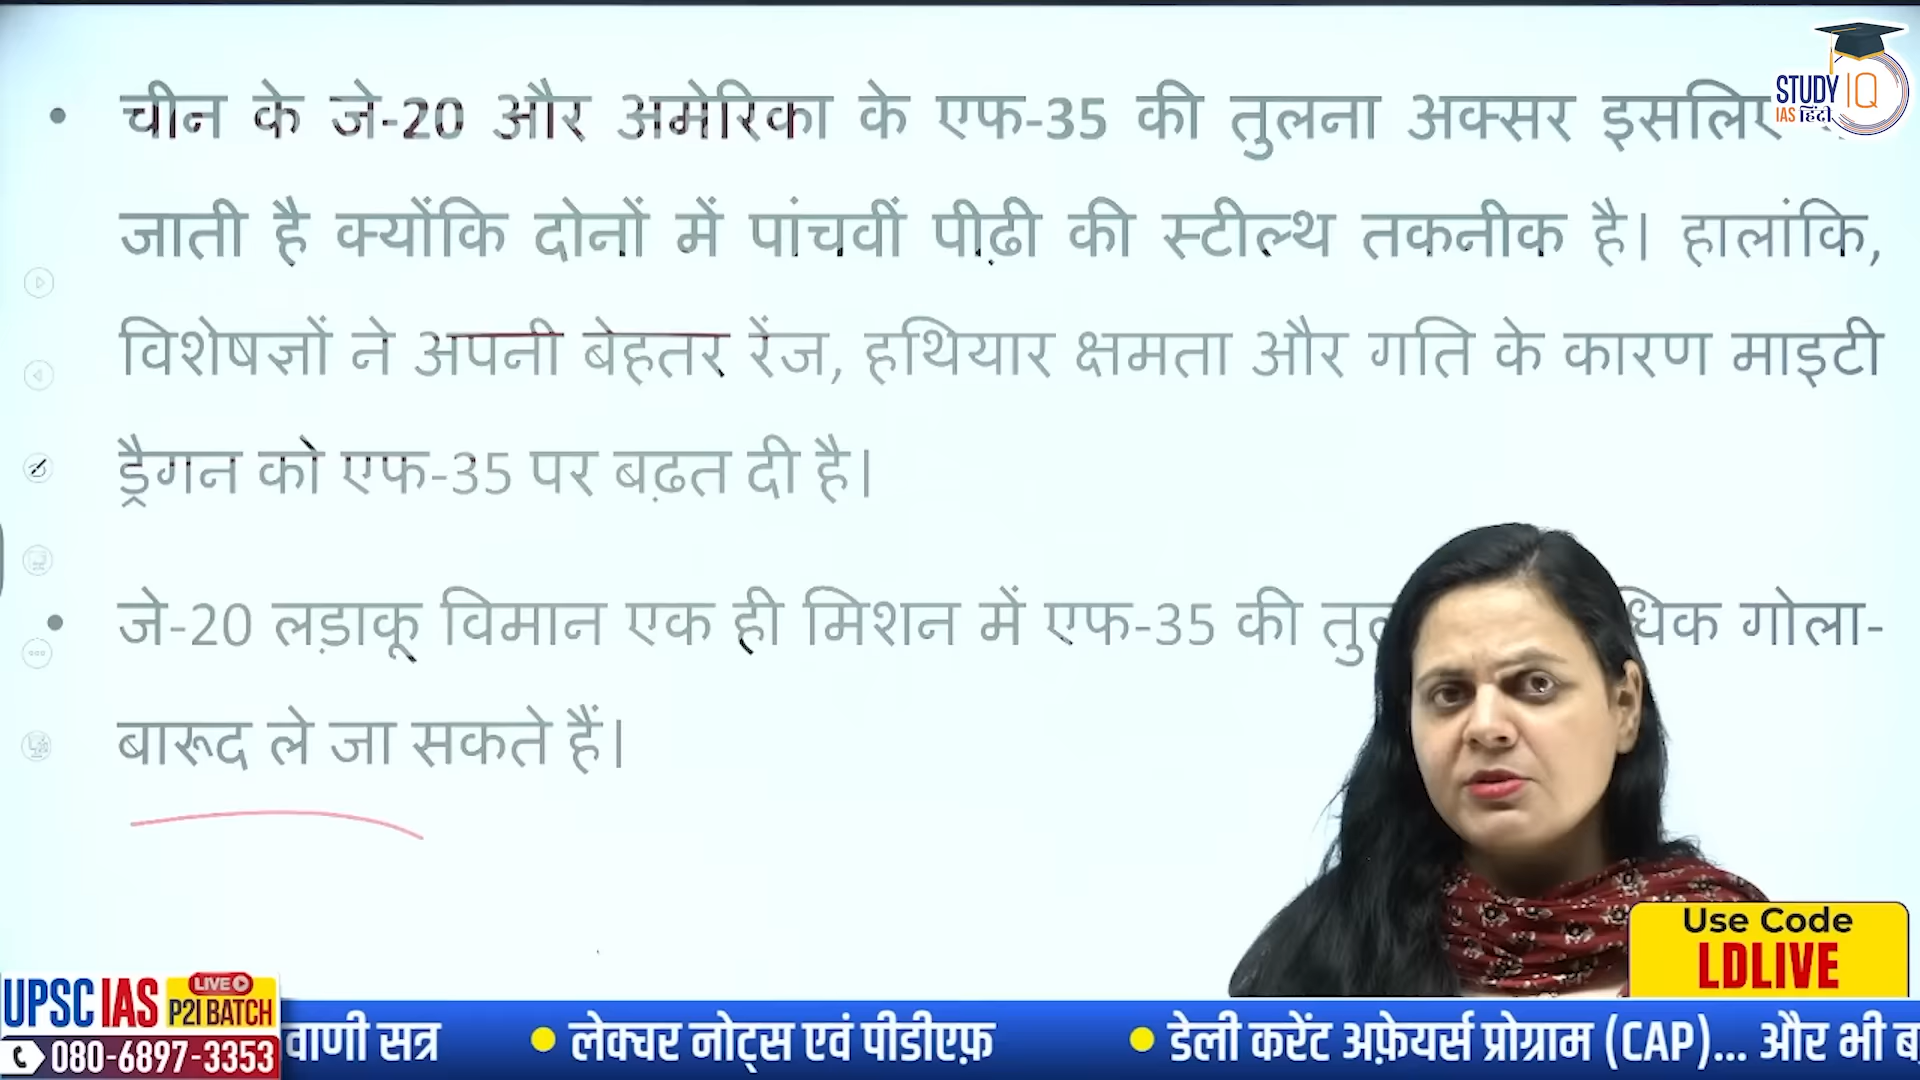 चीन के जे-20 और अमेरिका के एफ-35 की तुलना अक्सर इसलिए
जाती है क्योंकि दोनों में पांचवीं पीढ़ी की स्टील्थ तकनीक है। हालांकि,
विशेषज्ञों ने अपनी बेहतर रेंज, हथियार क्षमता और गति के कारण माइटी
ड्रैगन को एफ-35 पर बढ़त दी है।
जे-20 लड़ाकू विमान एक ही मिशन में एफ-35 की गोला-
बारूद ले जा सकते हैं।
STUDY IQ
IAS हिंदी
Use Code
LDLIVE
UPSC IAS LIVE P2I BATCH
080-6897-3353
वाणी सत्र लेक्चर नोट्स एवं पीडीएफ़ डेली करेंट अफ़ेयर्स प्रोग्राम (CAP)... और भी